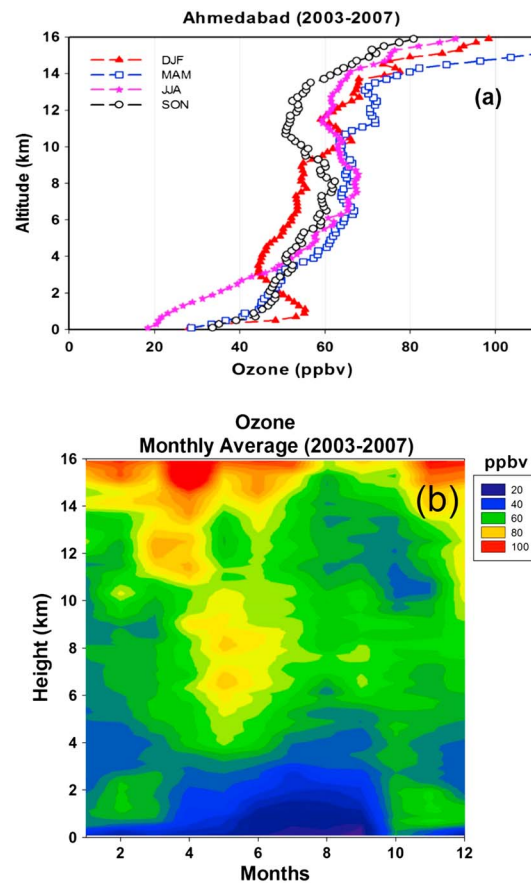 Ahmedabad (2003-2007)
16
14
12
10
8
6
4
2
0
Altitude (km)
DJF
MAM
JJA
SON
(a)
0 20 40 60 80 100
Ozone (ppbv)
Ozone
Monthly Average (2003-2007)
16
14
12
10
8
6
4
2
0
Height (km)
(b)
ppbv
20
40
60
80
100
2 4 6 8 10 12
Months